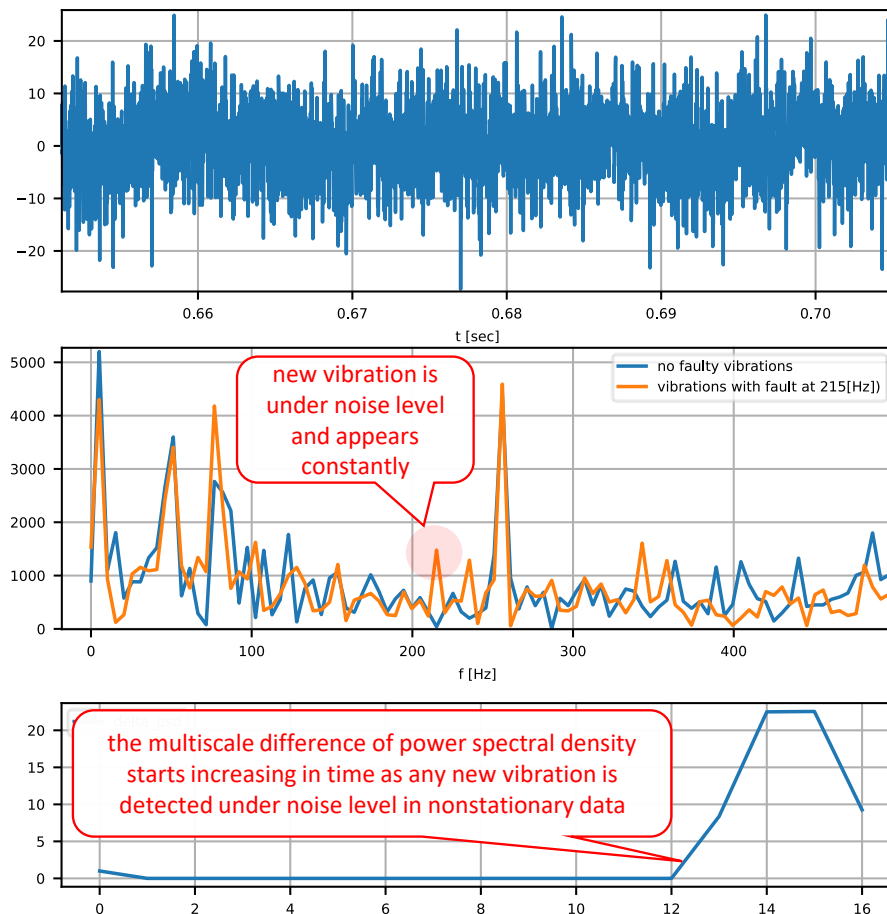 20
10
0
−10
−20
0.66 0.67 0.68 0.69 0.70
t [sec]
5000
4000
3000
2000
1000
0
no faulty vibrations
vibrations with fault at 215[Hz])
new vibration is
under noise level
and appears
constantly
0 100 200 300 400
f [Hz]
20
15
10
5
0
the multiscale difference of power spectral density
starts increasing in time as any new vibration is
detected under noise level in nonstationary data
0 2 4 6 8 10 12 14 16